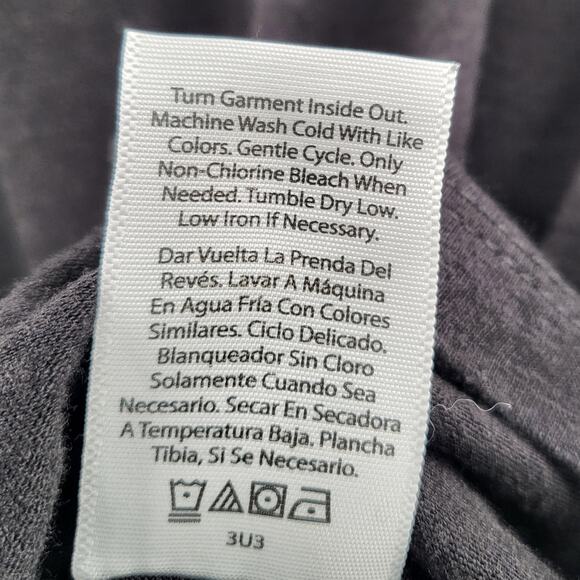 Turn Garment Inside Out.
Machine Wash Cold With Like
Colors. Gentle Cycle. Only
Non-Chlorine Bleach When
Needed. Tumble Dry Low.
Low Iron If Necessary.
Dar Vuelta La Prenda Del
Revés. Lavar A Máquina
En Agua Fría Con Colores
Similares. Ciclo Delicado.
Blanqueador Sin Cloro
Solamente Cuando Sea
Necesario. Secar En Secadora
A Temperatura Baja. Plancha
Tibia, Si Se Necesario.
3U3